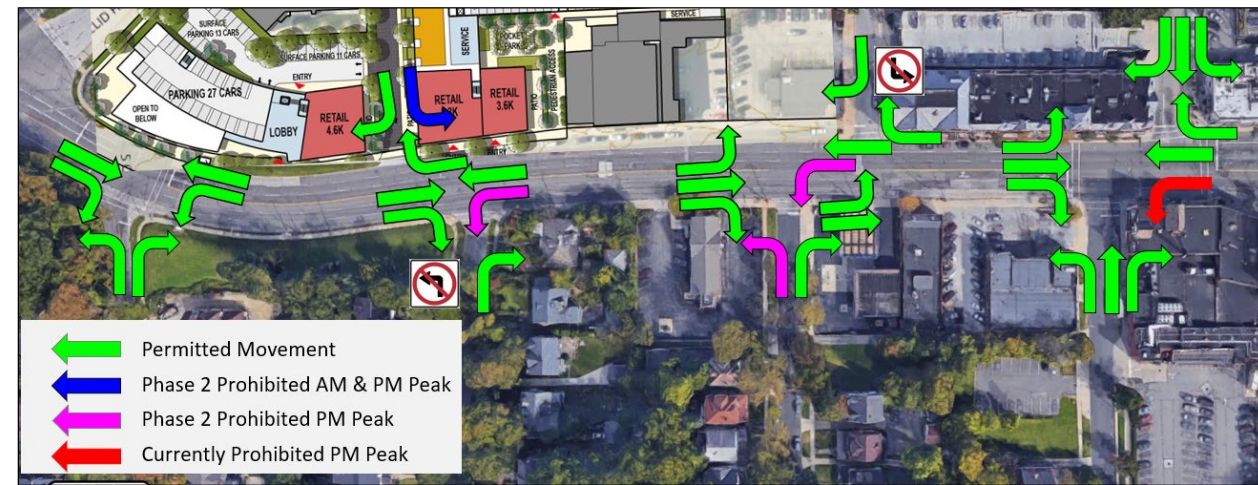 SURFACE
PARKING 13 CARS
SURFACE PARKING 11 CARS
ENTRY
PARKING 27 CARS
OPEN TO
BELOW
LOBBY
RETAIL
4.6K
RETAIL
RETAIL
3.6K
SERVICE
SERVICE
POCKET
PARK
PEDESTRIAN ACCESS
PATIO
ENTRY
Permitted Movement
Phase 2 Prohibited AM & PM Peak
Phase 2 Prohibited PM Peak
Currently Prohibited PM Peak